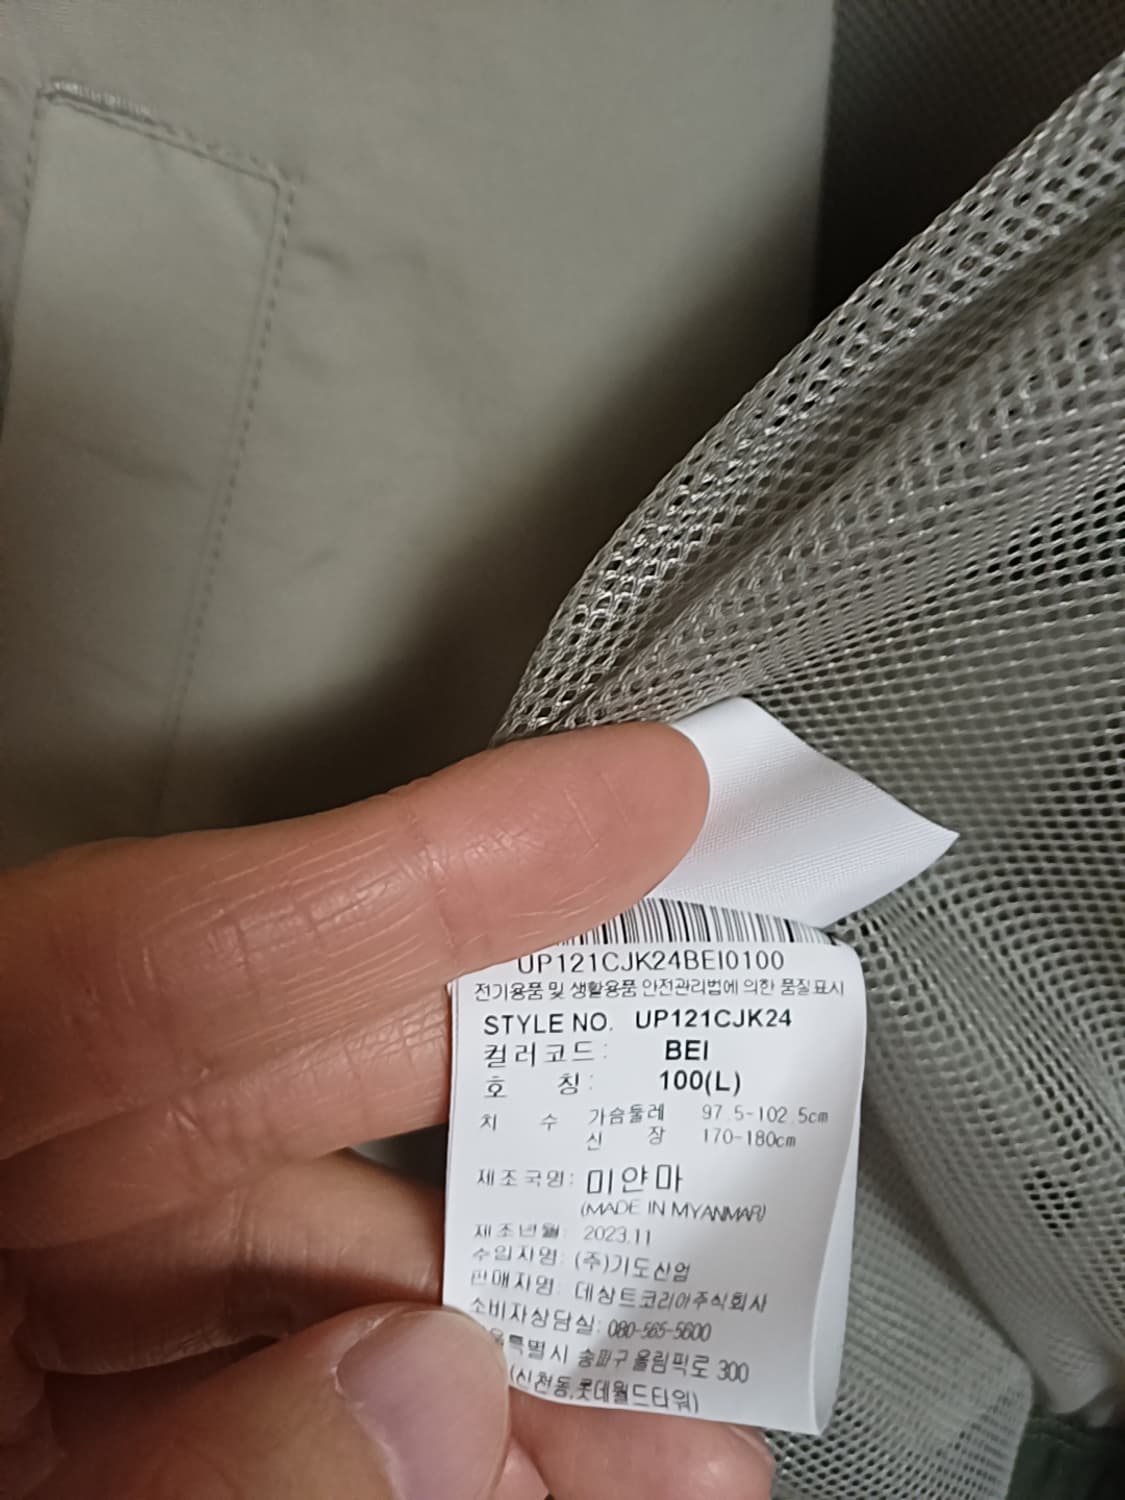 UP121CJK24BEI0100
전기용품 및 생활용품 안전관리법에 의한 품질표시
STYLE NO. UP121CJK24
컬러코드: BEI
호 칭: 100(L)
치 수 가슴둘레 97.5-102.5cm
신 장 170-180cm
제조국명: 미얀마
(MADE IN MYANMAR)
제조년월: 2023.11
수입자명: (주)기도산업
판매자명: 데상트코리아주식회사
소비자상담실: 080-565-5600
울특별시 송파구 올림픽로 300
(신천동,롯데월드타워)